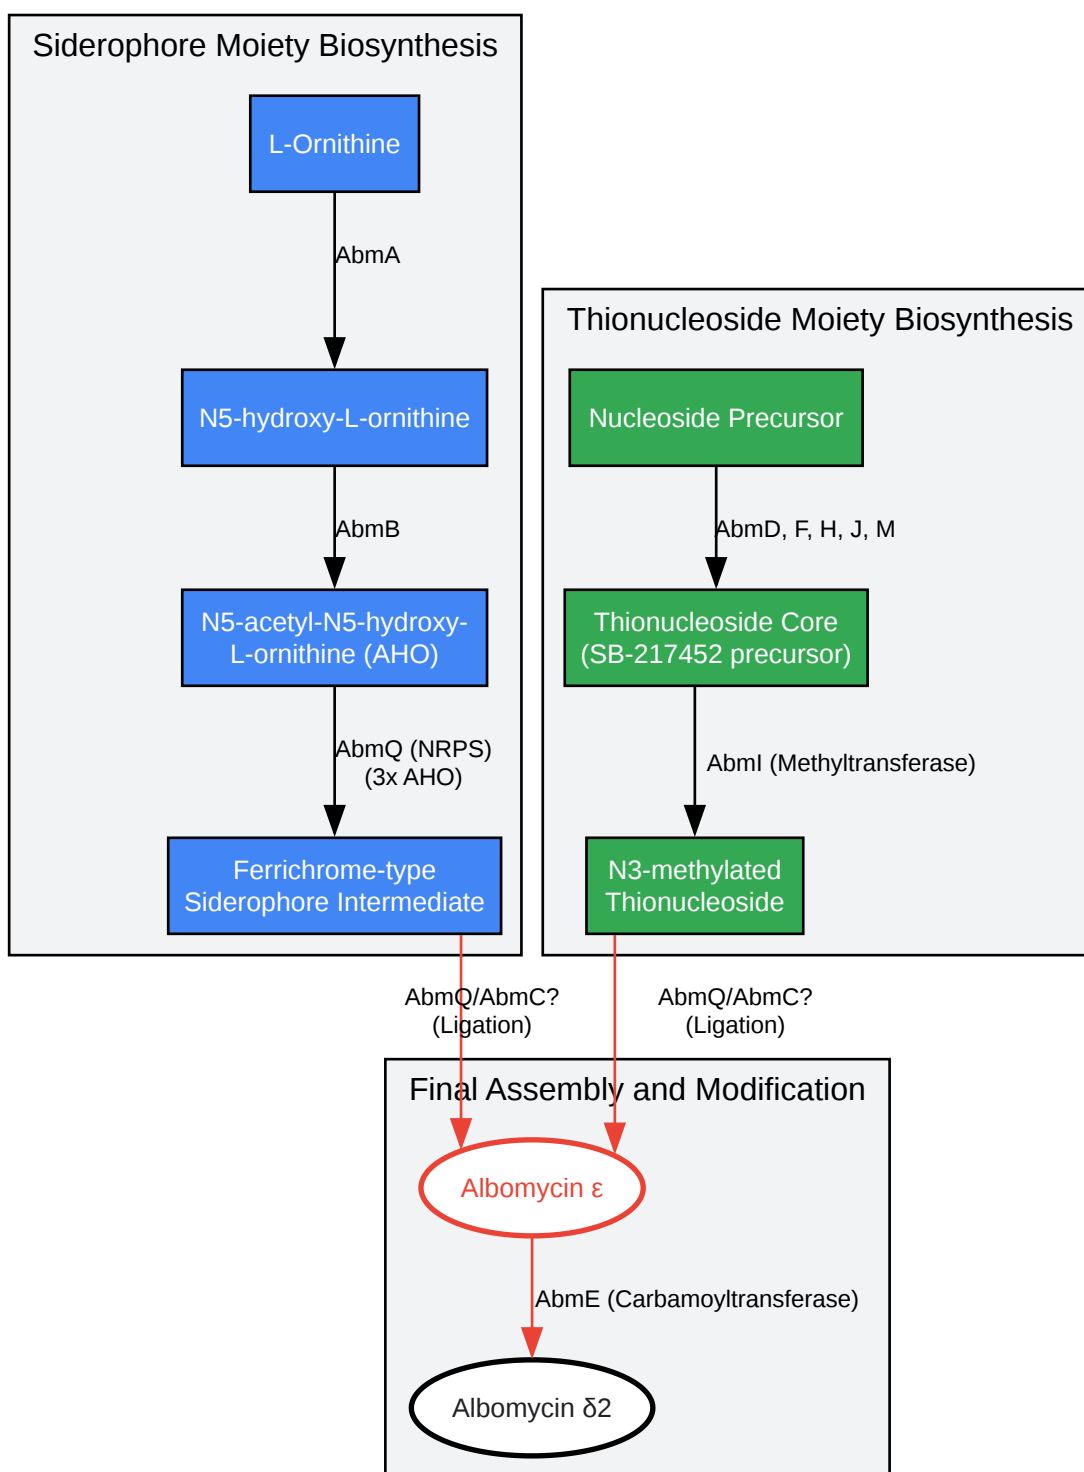 Siderophore Moiety Biosynthesis
L-Ornithine
AbmA
N5-hydroxy-L-ornithine
AbmB
N5-acetyl-N5-hydroxy-
L-ornithine (AHO)
AbmQ (NRPS)
(3x AHO)
Ferrichrome-type
Siderophore Intermediate
AbmQ/AbmC?
(Ligation)
Thionucleoside Moiety Biosynthesis
Nucleoside Precursor
AbmD, F, H, J, M
Thionucleoside Core
(SB-217452 precursor)
AbmI (Methyltransferase)
N3-methylated
Thionucleoside
AbmQ/AbmC?
(Ligation)
Final Assembly and Modification
Albomycin ε
AbmE (Carbamoyltransferase)
Albomycin δ2